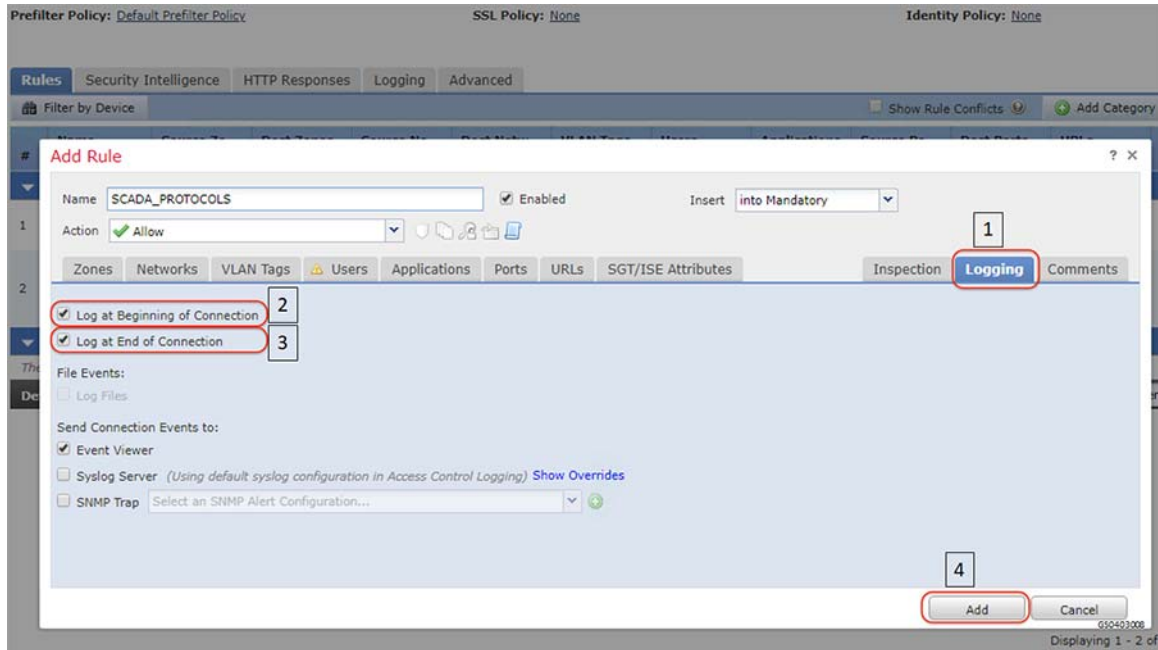 Prefilter Policy: Default Prefilter Policy SSL Policy: None Identity Policy: None
Rules Security Intelligence HTTP Responses Logging Advanced
Filter by Device Show Rule Conflicts Add Category
#
Add Rule ? ×
Name SCADA_PROTOCOLS Enabled Insert into Mandatory
1
Action Allow
1
Zones Networks VLAN Tags Users Applications Ports URLs SGT/ISE Attributes Inspection Logging Comments
2
Log at Beginning of Connection 2
Log at End of Connection 3
The
File Events:
De
Log Files
Send Connection Events to:
Event Viewer
Syslog Server (Using default syslog configuration in Access Control Logging) Show Overrides
SNMP Trap Select an SNMP Alert Configuration...
4
Add Cancel
GS0403008
Displaying 1 - 2 of